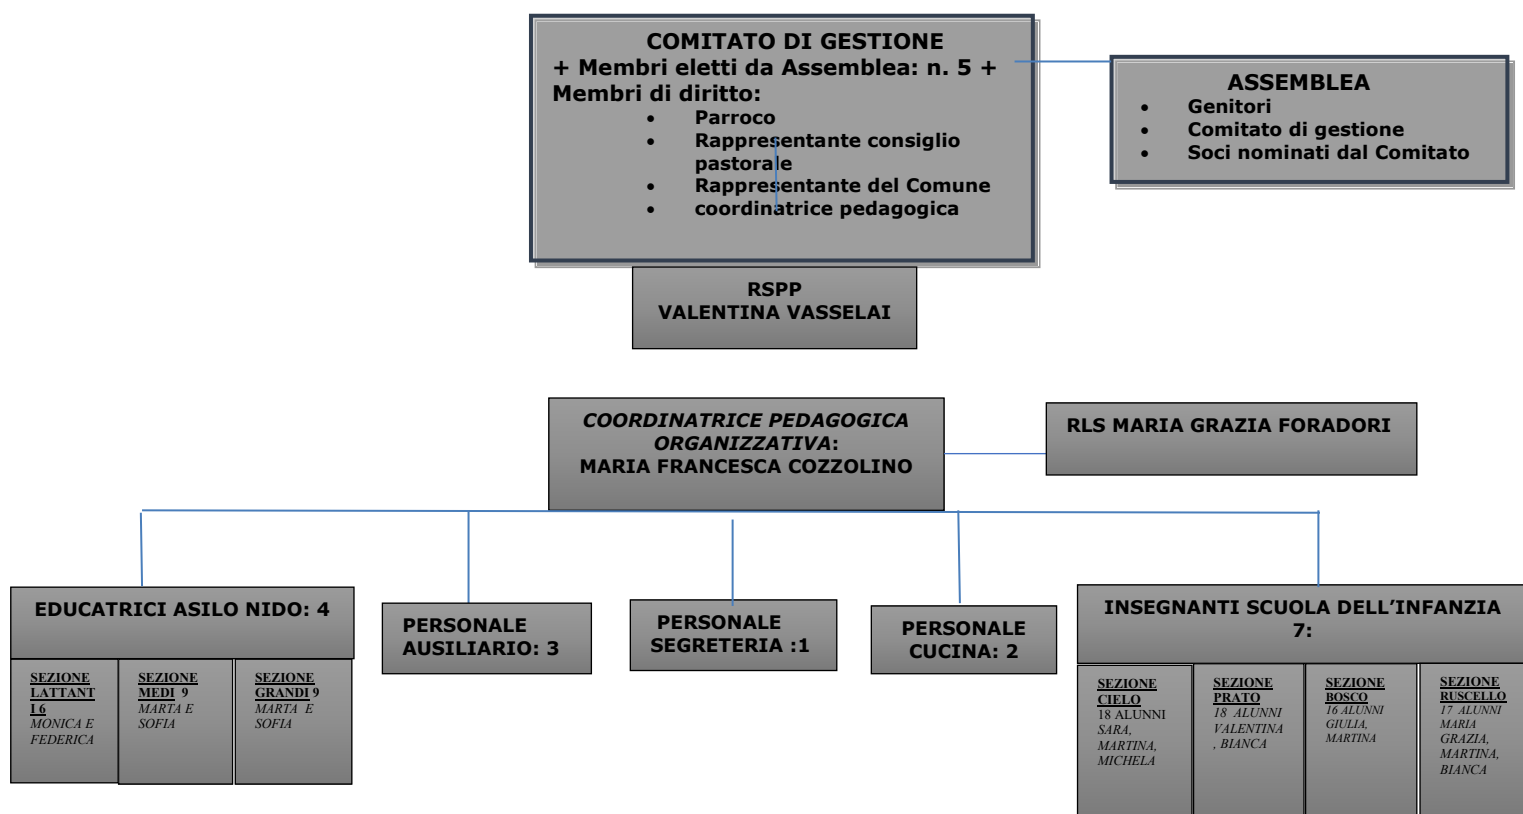 COMITATO DI GESTIONE
+ Membri eletti da Assemblea: n. 5 +
Membri di diritto:
• Parroco
• Rappresentante consiglio
pastorale
• Rappresentante del Comune
• coordinatrice pedagogica
ASSEMBLEA
• Genitori
• Comitato di gestione
• Soci nominati dal Comitato
RSPP
VALENTINA VASSELAI
COORDINATRICE PEDAGOGICA
ORGANIZZATIVA:
MARIA FRANCESCA COZZOLINO
RLS MARIA GRAZIA FORADORI
EDUCATRICI ASILO NIDO: 4
SEZIONE
LATTANT
I 6
MONICA E
FEDERICA
SEZIONE
MEDI 9
MARTA E
SOFIA
SEZIONE
GRANDI 9
MARTA E
SOFIA
PERSONALE
AUSILIARIO: 3
PERSONALE
SEGRETERIA :1
PERSONALE
CUCINA: 2
INSEGNANTI SCUOLA DELL’INFANZIA
7:
SEZIONE
CIELO
18 ALUNNI
SARA,
MARTINA,
MICHELA
SEZIONE
PRATO
18 ALUNNI
VALENTINA
, BIANCA
SEZIONE
BOSCO
16 ALUNNI
GIULIA,
MARTINA
SEZIONE
RUSCELLO
17 ALUNNI
MARIA
GRAZIA,
MARTINA,
BIANCA